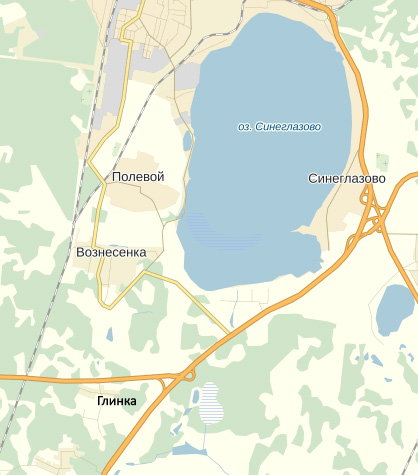 оз. Синеглазово
Полевой
Синеглазово
Вознесенка
Глинка